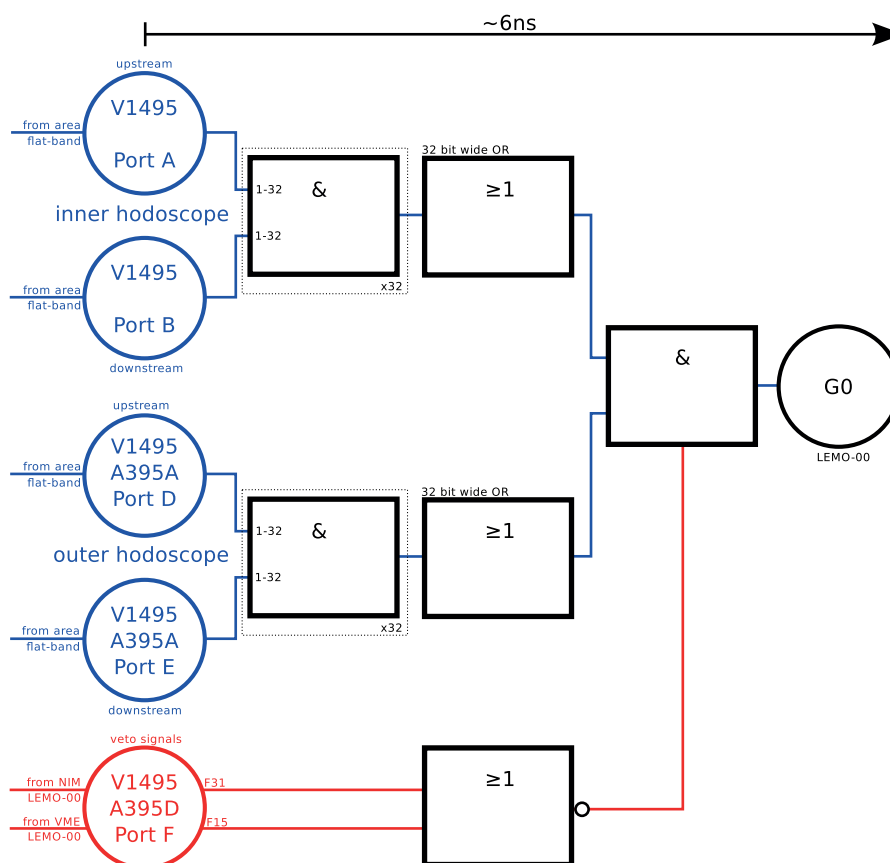 ~6ns
upstream
V1495
Port A
from area
flat-band
inner hodoscope
V1495
Port B
from area
flat-band
downstream
1-32
1-32
&
x32
32 bit wide OR
≥1
&
G0
LEMO-00
upstream
V1495
A395A
Port D
from area
flat-band
outer hodoscope
V1495
A395A
Port E
from area
flat-band
downstream
1-32
1-32
&
x32
32 bit wide OR
≥1
veto signals
V1495
A395D
Port F
from NIM
LEMO-00
from VME
LEMO-00
F31
F15
≥1